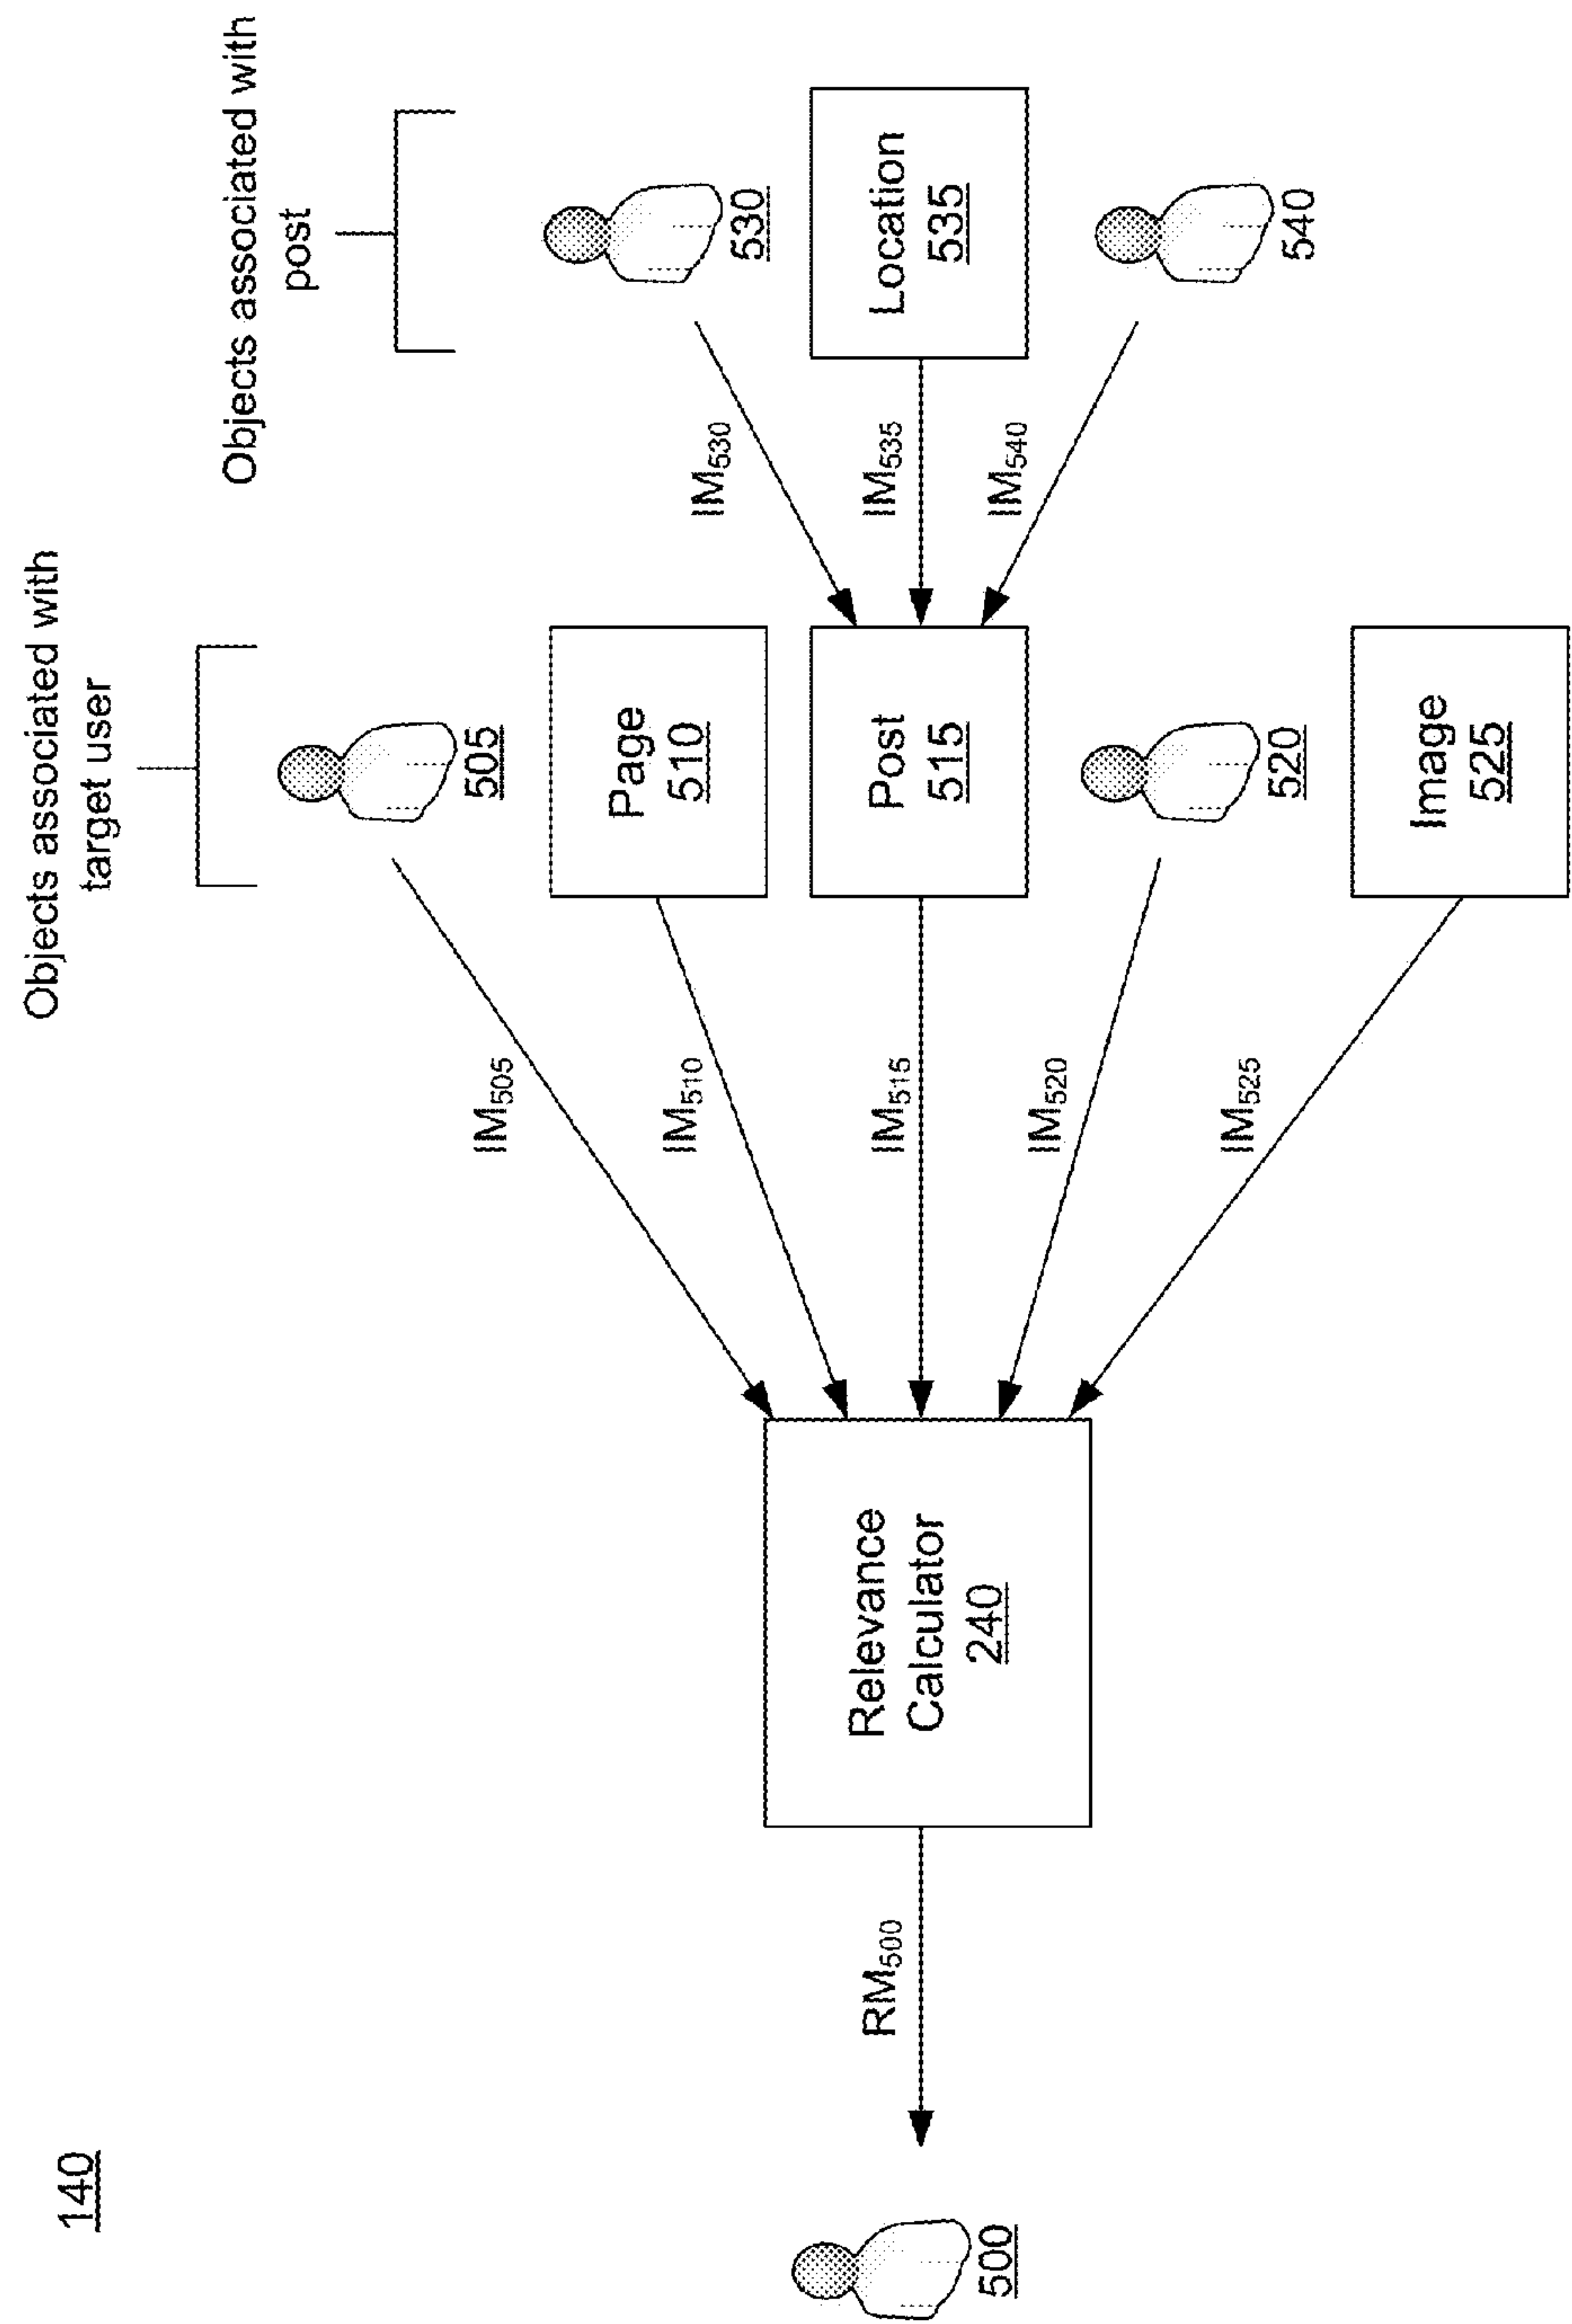 140
Objects associated with
target user
Objects associated with
post
505
530
IM505
IM530
Page
510
IM510
Relevance
Calculator
240
RM500
500
IM515
Post
515
IM535
Location
535
IM520
520
IM540
540
IM525
Image
525